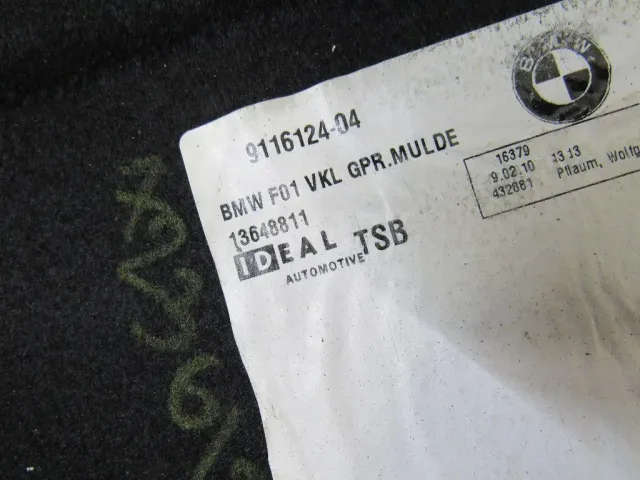 BMW
9116124-04
BMW F01 VKL GPR.MULDE
13648811
IDEAL TSB
AUTOMOTIVE
16379
9.02.10 13:13
432881 Pflaum, Wolfg